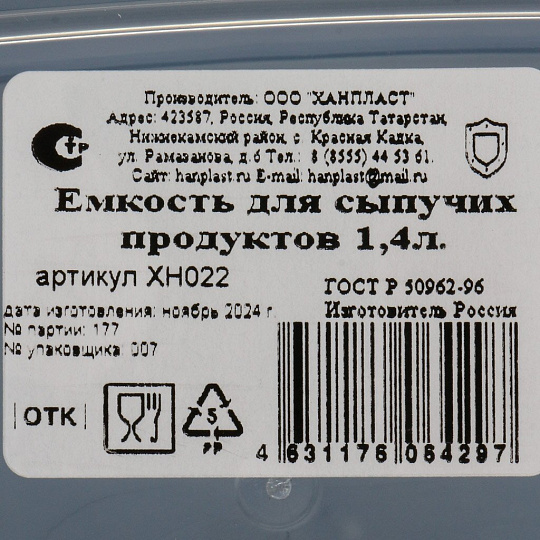 Производитель: ООО "ХАНПЛАСТ"
Адрес: 423587, Россия, Республика Татарстан,
Нижнекамский район, с. Красная Кадка,
ул. Рамазанова, д.6 Тел.: 8 (8555) 44 53 61.
Сайт: hanplast.ru E-mail: hanplast@mail.ru
Емкость для сыпучих
продуктов 1,4л.
артикул ХН022
ГОСТ Р 50962-96
Изготовитель Россия
дата изготовления: ноябрь 2024 г.
№ партии: 177
№ упаковщика: 007
ОТК
5
PP
4 631176 084297